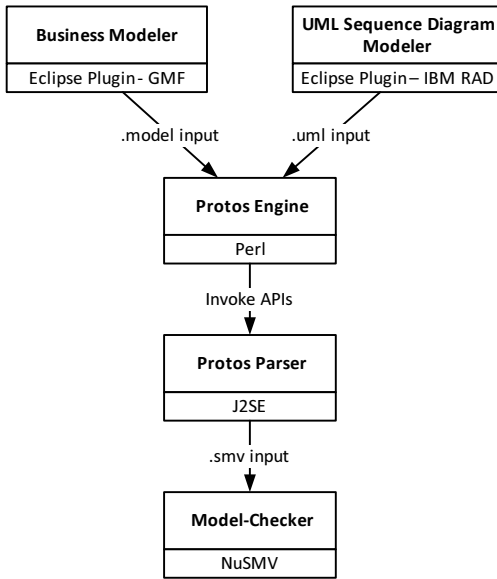 Business Modeler
Eclipse Plugin- GMF
UML Sequence Diagram
Modeler
Eclipse Plugin– IBM RAD
.model input
.uml input
Protos Engine
Perl
Invoke APIs
Protos Parser
J2SE
.smv input
Model-Checker
NuSMV